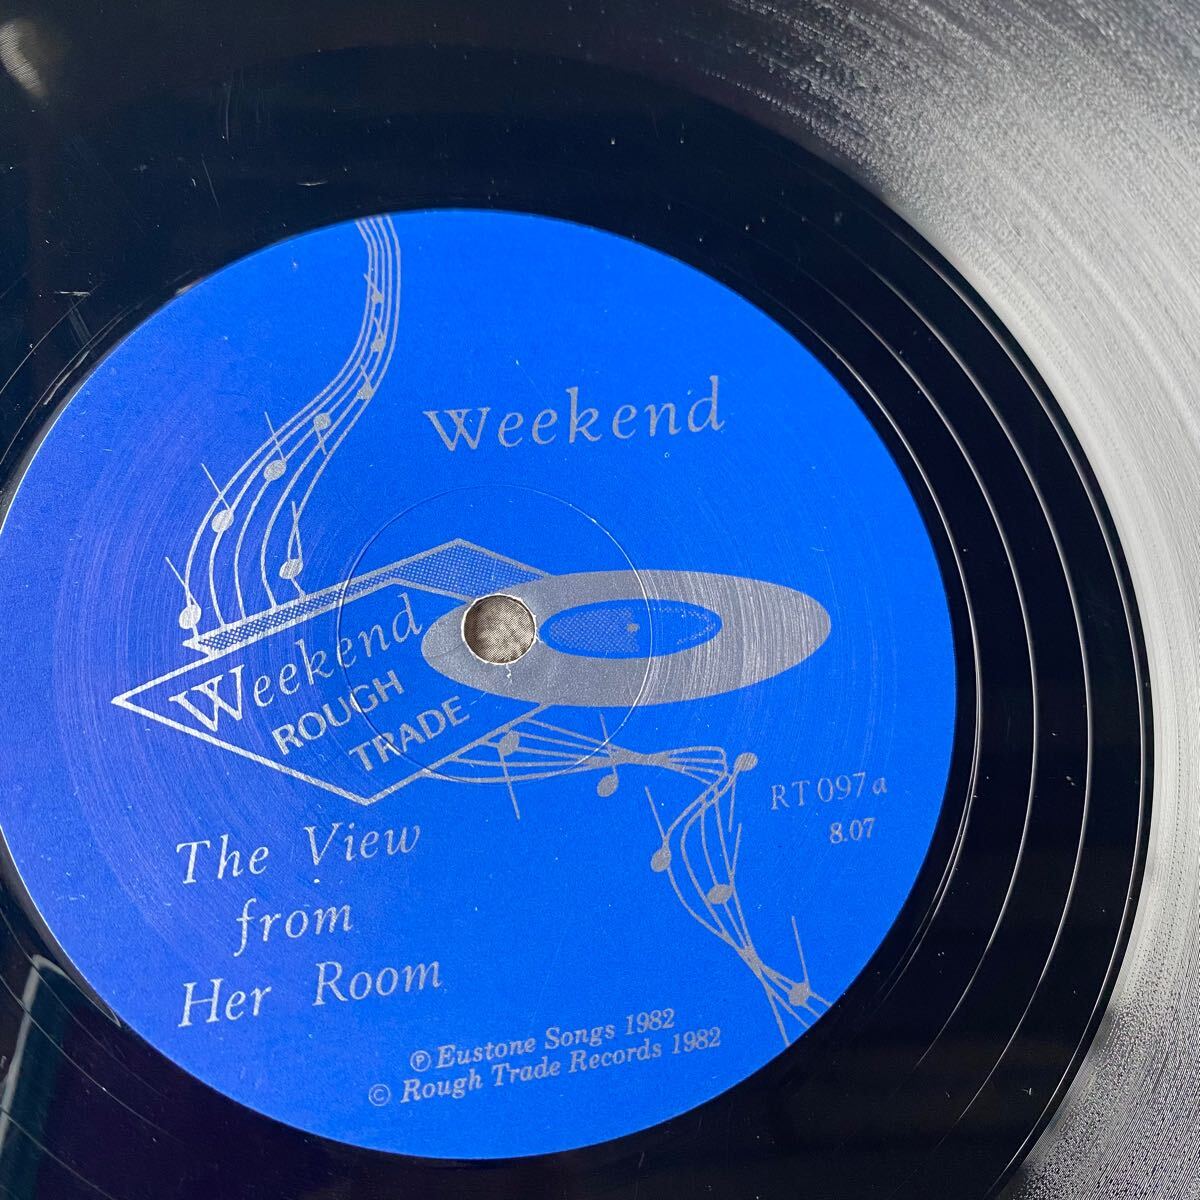 Weekend
Weekend
ROUGH
TRADE
RT 097 a
8.07
The View
from
Her Room
Ⓟ Eustone Songs 1982
© Rough Trade Records 1982